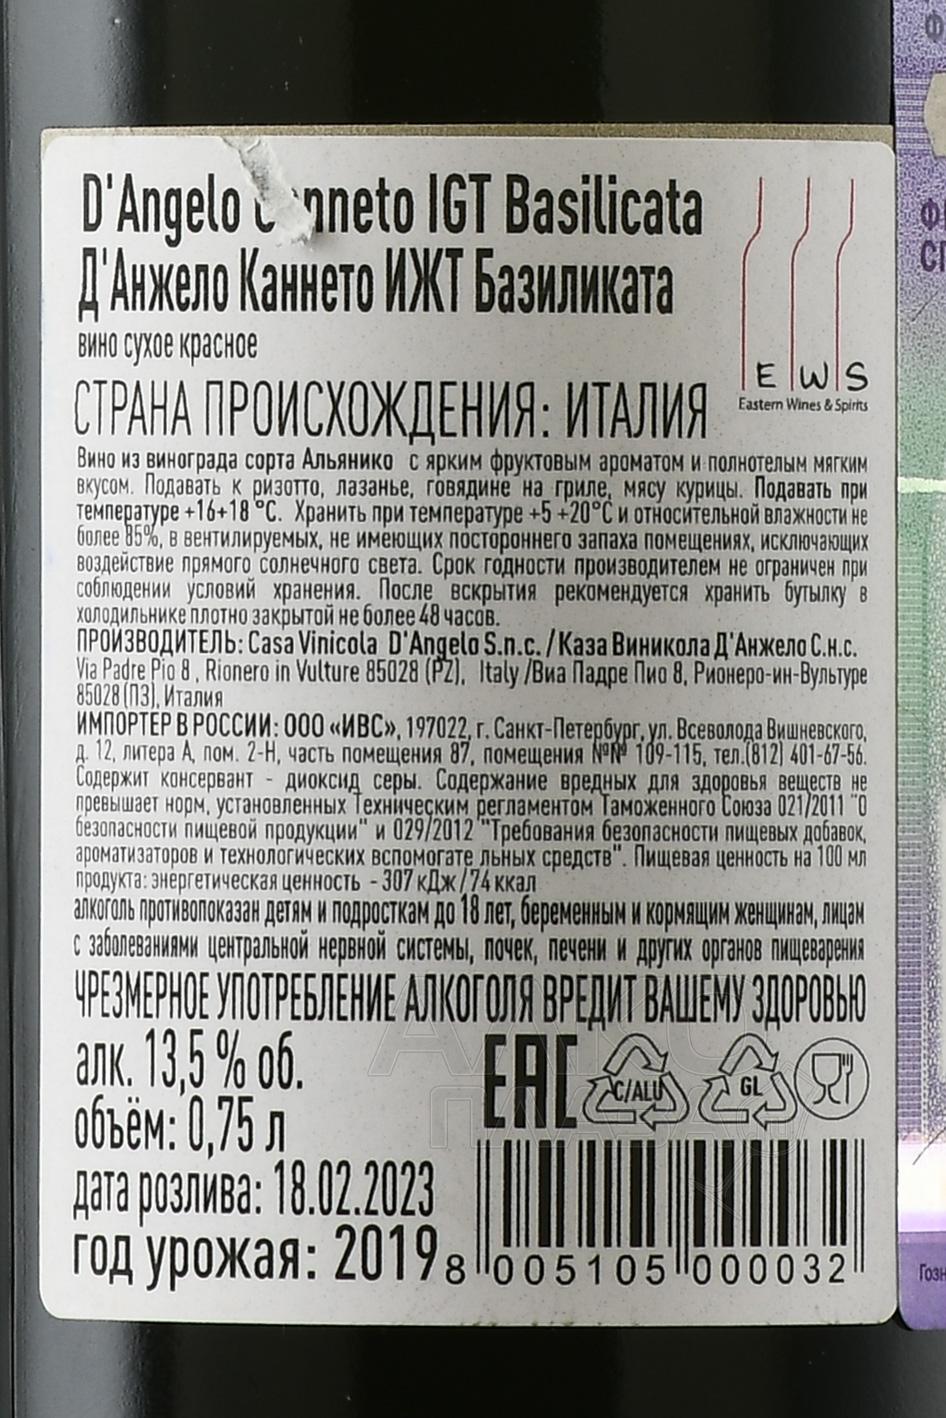 D'Angelo C nneto IGT Basilicata
Д'Анжело Каннето ИЖТ Базиликата
вино сухое красное
E W S
Eastern Wines & Spirits
СТРАНА ПРОИСХОЖДЕНИЯ: ИТАЛИЯ
Вино из винограда сорта Альянико с ярким фруктовым ароматом и полнотелым мягким
вкусом. Подавать к ризотто, лазанье, говядине на гриле, мясу курицы. Подавать при
температуре +16+18 °C. Хранить при температуре +5 +20°С и относительной влажности не
более 85%, в вентилируемых, не имеющих постороннего запаха помещениях, исключающих
воздействие прямого солнечного света. Срок годности производителем не ограничен при
соблюдении условий хранения. После вскрытия рекомендуется хранить бутылку в
холодильнике плотно закрытой не более 48 часов.
ПРОИЗВОДИТЕЛЬ: Casa Vinicola D'Angelo S.n.c. / Каза Виникола Д'Анжело С.н.с.
Via Padre Pio 8 , Rionero in Vulture 85028 (PZ), Italy /Виа Падре Пио 8, Рионеро-ин-Вультуре
85028 (ПЗ), Италия
ИМПОРТЕР В РОССИИ: ООО «ИВС», 197022, г. Санкт-Петербург, ул. Всеволода Вишневского,
д. 12, литера А, пом. 2-Н, часть помещения 87, помещения №№ 109-115, тел.(812) 401-67-56.
Содержит консервант - диоксид серы. Содержание вредных для здоровья веществ не
превышает норм, установленных Техническим регламентом Таможенного Союза 021/2011 "О
безопасности пищевой продукции" и 029/2012 "Требования безопасности пищевых добавок,
ароматизаторов и технологических вспомогате льных средств". Пищевая ценность на 100 мл
продукта: энергетическая ценность - 307 кДж/74 ккал
алкоголь противопоказан детям и подросткам до 18 лет, беременным и кормящим женщинам, лицам
с заболеваниями центральной нервной системы, почек, печени и других органов пищеварения
ЧРЕЗМЕРНОЕ УПОТРЕБЛЕНИЕ АЛКОГОЛЯ ВРЕДИТ ВАШЕМУ ЗДОРОВЬЮ
алк. 13,5 % об.
EAC
C/ALU
GL
объём: 0,75 л
дата розлива: 18.02.2023
год урожая: 2019
8 005105 000032